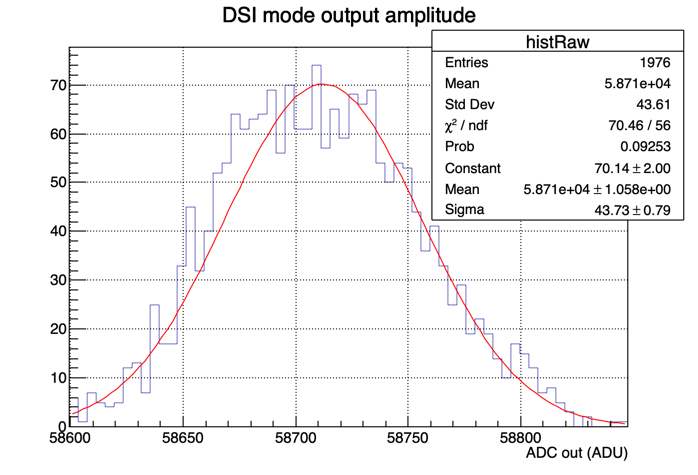 DSI mode output amplitude
histRaw
Entries 1976
Mean 5.871e+04
Std Dev 43.61
χ² / ndf 70.46 / 56
Prob 0.09253
Constant 70.14 ± 2.00
Mean 5.871e+04 ± 1.058e+00
Sigma 43.73 ± 0.79
70
60
50
40
30
20
10
0
58600 58650 58700 58750 58800
ADC out (ADU)